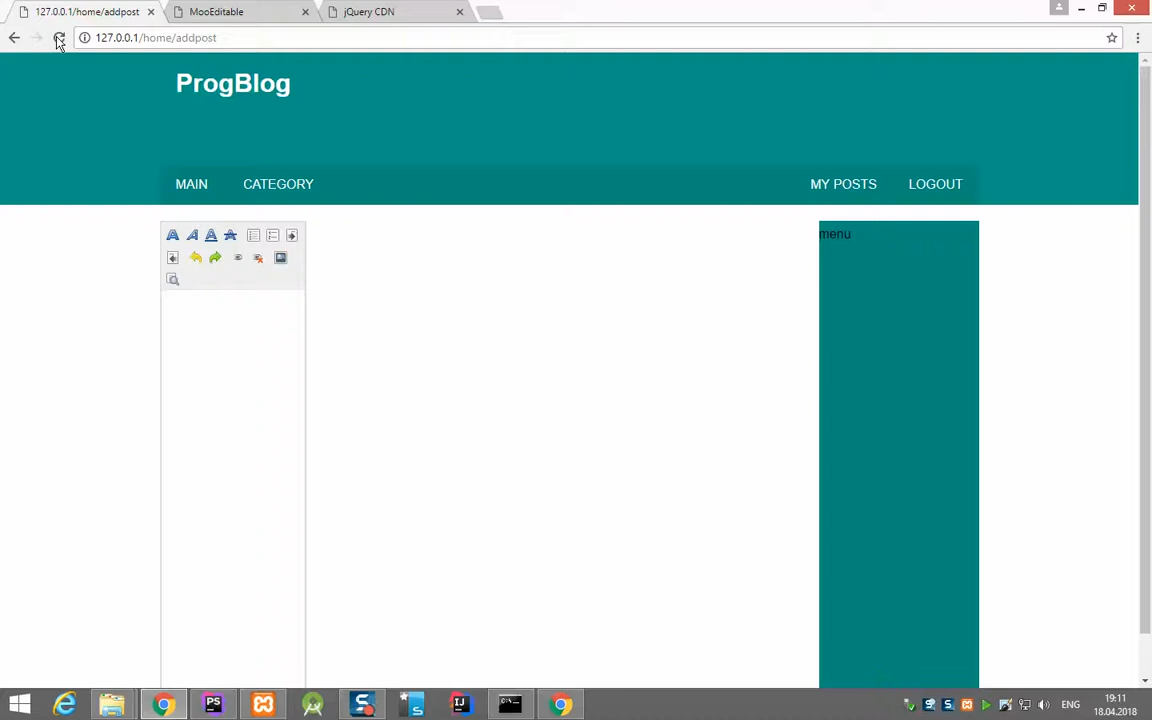 127.0.0.1/home/addpost
MooEditable
jQuery CDN
127.0.0.1/home/addpost
ProgBlog
MAIN
CATEGORY
MY POSTS
LOGOUT
menu
ENG
19:11
18.04.2018